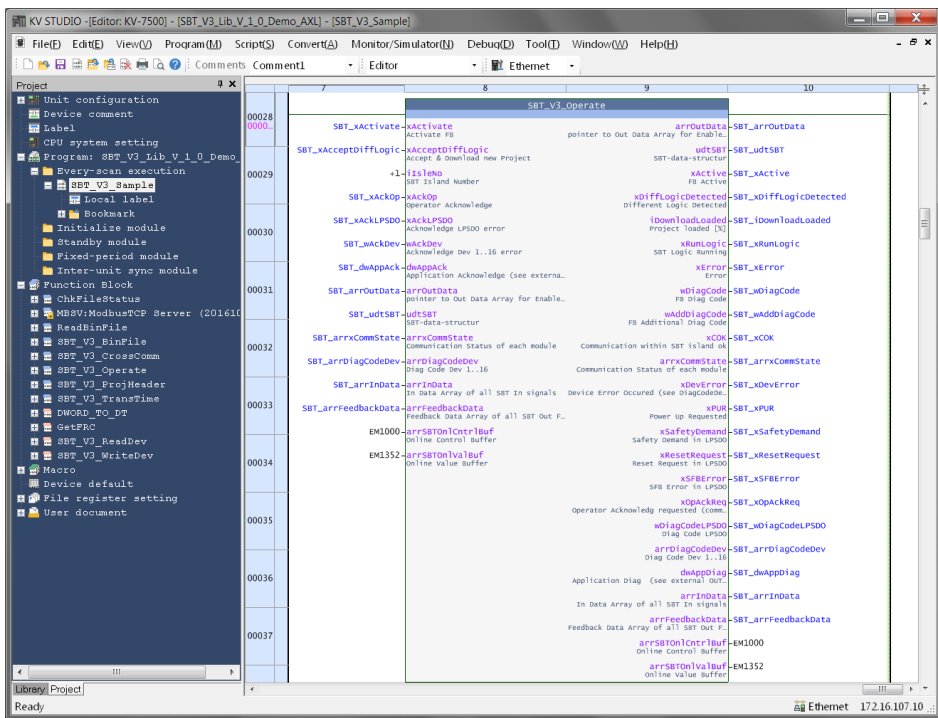 KV STUDIO -[Editor: KV-7500] - [SBT_V3_Lib_V_1_0_Demo_AXL] - [SBT_V3_Sample]
File(F) Edit(E) View(V) Program(M) Script(S) Convert(A) Monitor/Simulator(N) Debug(D) Tool(T) Window(W) Help(H)
Comments Comment1 Editor Ethernet
Project
Unit configuration
Device comment
Label
CPU system setting
Program: SBT_V3_Lib_V_1_0_Demo_
Every-scan execution
SBT_V3_Sample
Local label
Bookmark
Initialize module
Standby module
Fixed-period module
Inter-unit sync module
Function Block
ChkFileStatus
MBSV:ModbusTCP Server (20161(
ReadBinFile
SBT_V3_BinFile
SBT_V3_CrossComm
SBT_V3_Operate
SBT_V3_ProjHeader
SBT_V3_TransTime
DWORD_TO_DT
GetFRC
SBT_V3_ReadDev
SBT_V3_WriteDev
Macro
Device default
File register setting
User document
Library Project
7 8 9 10
SBT_V3_Operate
00028
0000...
SBT_xActivate xActivate arrOutData SBT_arrOutData
Activate FB pointer to Out Data Array for Enable…
SBT_xAcceptDiffLogic xAcceptDiffLogic udtSBT SBT_udtSBT
Accept & Download new Project SBT-data-structur
00029
+1 iIsleNo xActive SBT_xActive
SBT Island Number FB Active
SBT_xAckOp xAckOp xDiffLogicDetected SBT_xDiffLogicDetected
Operator Acknowledge Different Logic Detected
00030
SBT_xAckLPSDO xAckLPSDO iDownloadLoaded SBT_iDownloadLoaded
Acknowledge LPSDO error Project loaded [%]
SBT_wAckDev wAckDev xRunLogic SBT_xRunLogic
Acknowledge Dev 1..16 error SBT Logic Running
SBT_dwAppAck dwAppAck xError SBT_xError
Application Acknowledge (see externa… Error
00031
SBT_arrOutData arrOutData wDiagCode SBT_wDiagCode
pointer to Out Data Array for Enable… FB Diag Code
SBT_udtSBT udtSBT wAddDiagCode SBT_wAddDiagCode
SBT-data-structur FB Additional Diag Code
00032
SBT_arrxCommState arrxCommState xCOK SBT_xCOK
Communication Status of each module Communication within SBT island ok
SBT_arrDiagCodeDev arrDiagCodeDev arrxCommState SBT_arrxCommState
Diag Code Dev 1..16 Communication Status of each module
SBT_arrInData arrInData xDevError SBT_xDevError
In Data Array of all SBT In signals Device Error Occured (see DiagCodeDe…
00033
SBT_arrFeedbackData arrFeedbackData xPUR SBT_xPUR
Feedback Data Array of all SBT Out F… Power Up Requested
EM1000 arrSBTOnlCntrlBuf xSafetyDemand SBT_xSafetyDemand
Online Control Buffer Safety Demand in LPSDO
00034
EM1352 arrSBTOnlValBuf xResetRequest SBT_xResetRequest
Online Value Buffer Reset Request in LPSDO
xSFBError SBT_xSFBError
SFB Error in LPSDO
xOpAckReq SBT_xOpAckReq
Operator Acknowledg requested (comm…
00035
wDiagCodeLPSDO SBT_wDiagCodeLPSDO
Diag Code LPSDO
arrDiagCodeDev SBT_arrDiagCodeDev
Diag Code Dev 1..16
00036
dwAppDiag SBT_dwAppDiag
Application Diag (see external OUT…
arrInData SBT_arrInData
In Data Array of all SBT In signals
arrFeedbackData SBT_arrFeedbackData
Feedback Data Array of all SBT Out F…
00037
arrSBTOnlCntrlBuf EM1000
Online Control Buffer
arrSBTOnlValBuf EM1352
Online Value Buffer
Ready Ethernet 172.16.107.10